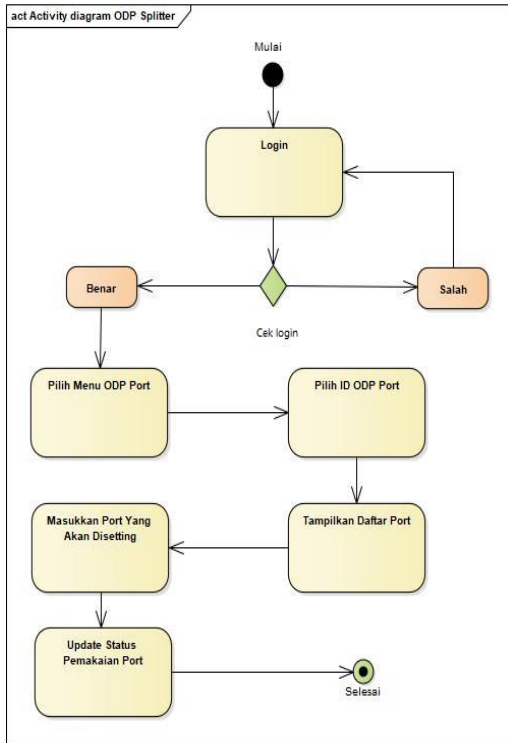 act Activity diagram ODP Splitter
Mulai
Login
Benar
Salah
Cek login
Pilih Menu ODP Port
Pilih ID ODP Port
Masukkan Port Yang
Akan Disetting
Tampilkan Daftar Port
Update Status
Pemakaian Port
Selesai